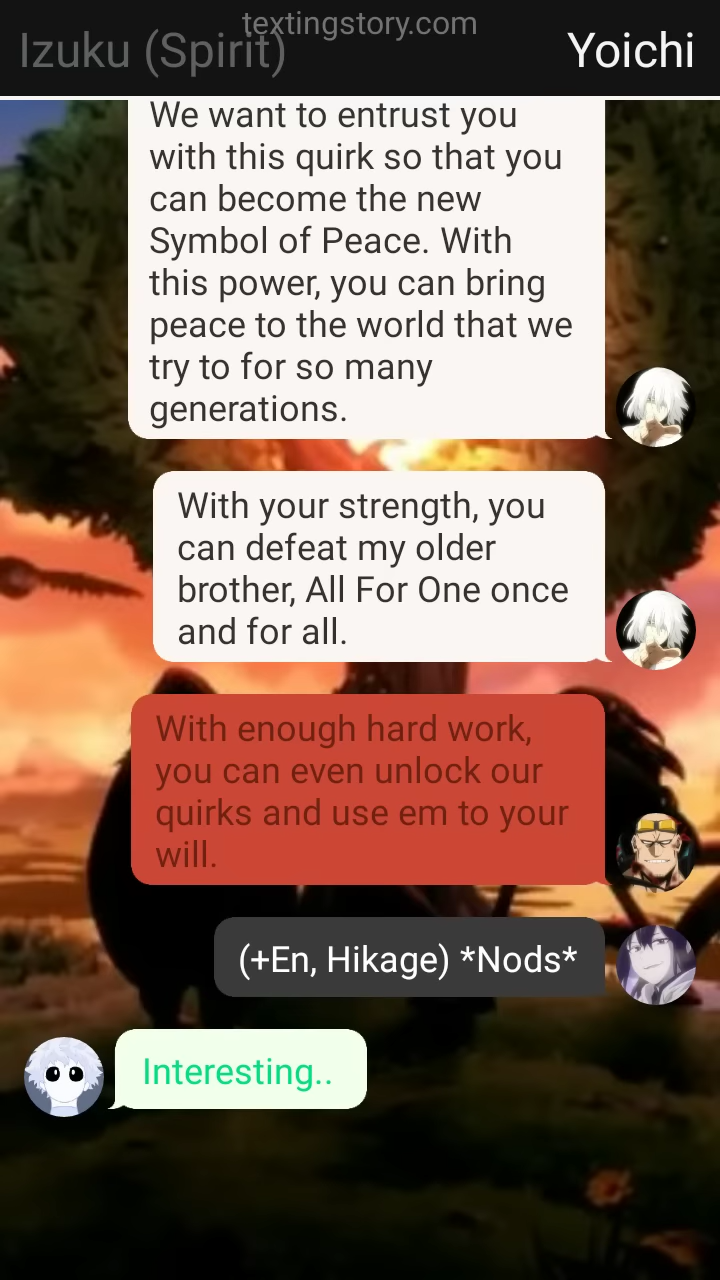 textingstory.com
Izuku (Spirit)
Yoichi
We want to entrust you
with this quirk so that you
can become the new
Symbol of Peace. With
this power, you can bring
peace to the world that we
try to for so many
generations.
With your strength, you
can defeat my older
brother, All For One once
and for all.
With enough hard work,
you can even unlock our
quirks and use em to your
will.
(+En, Hikage) *Nods*
Interesting..